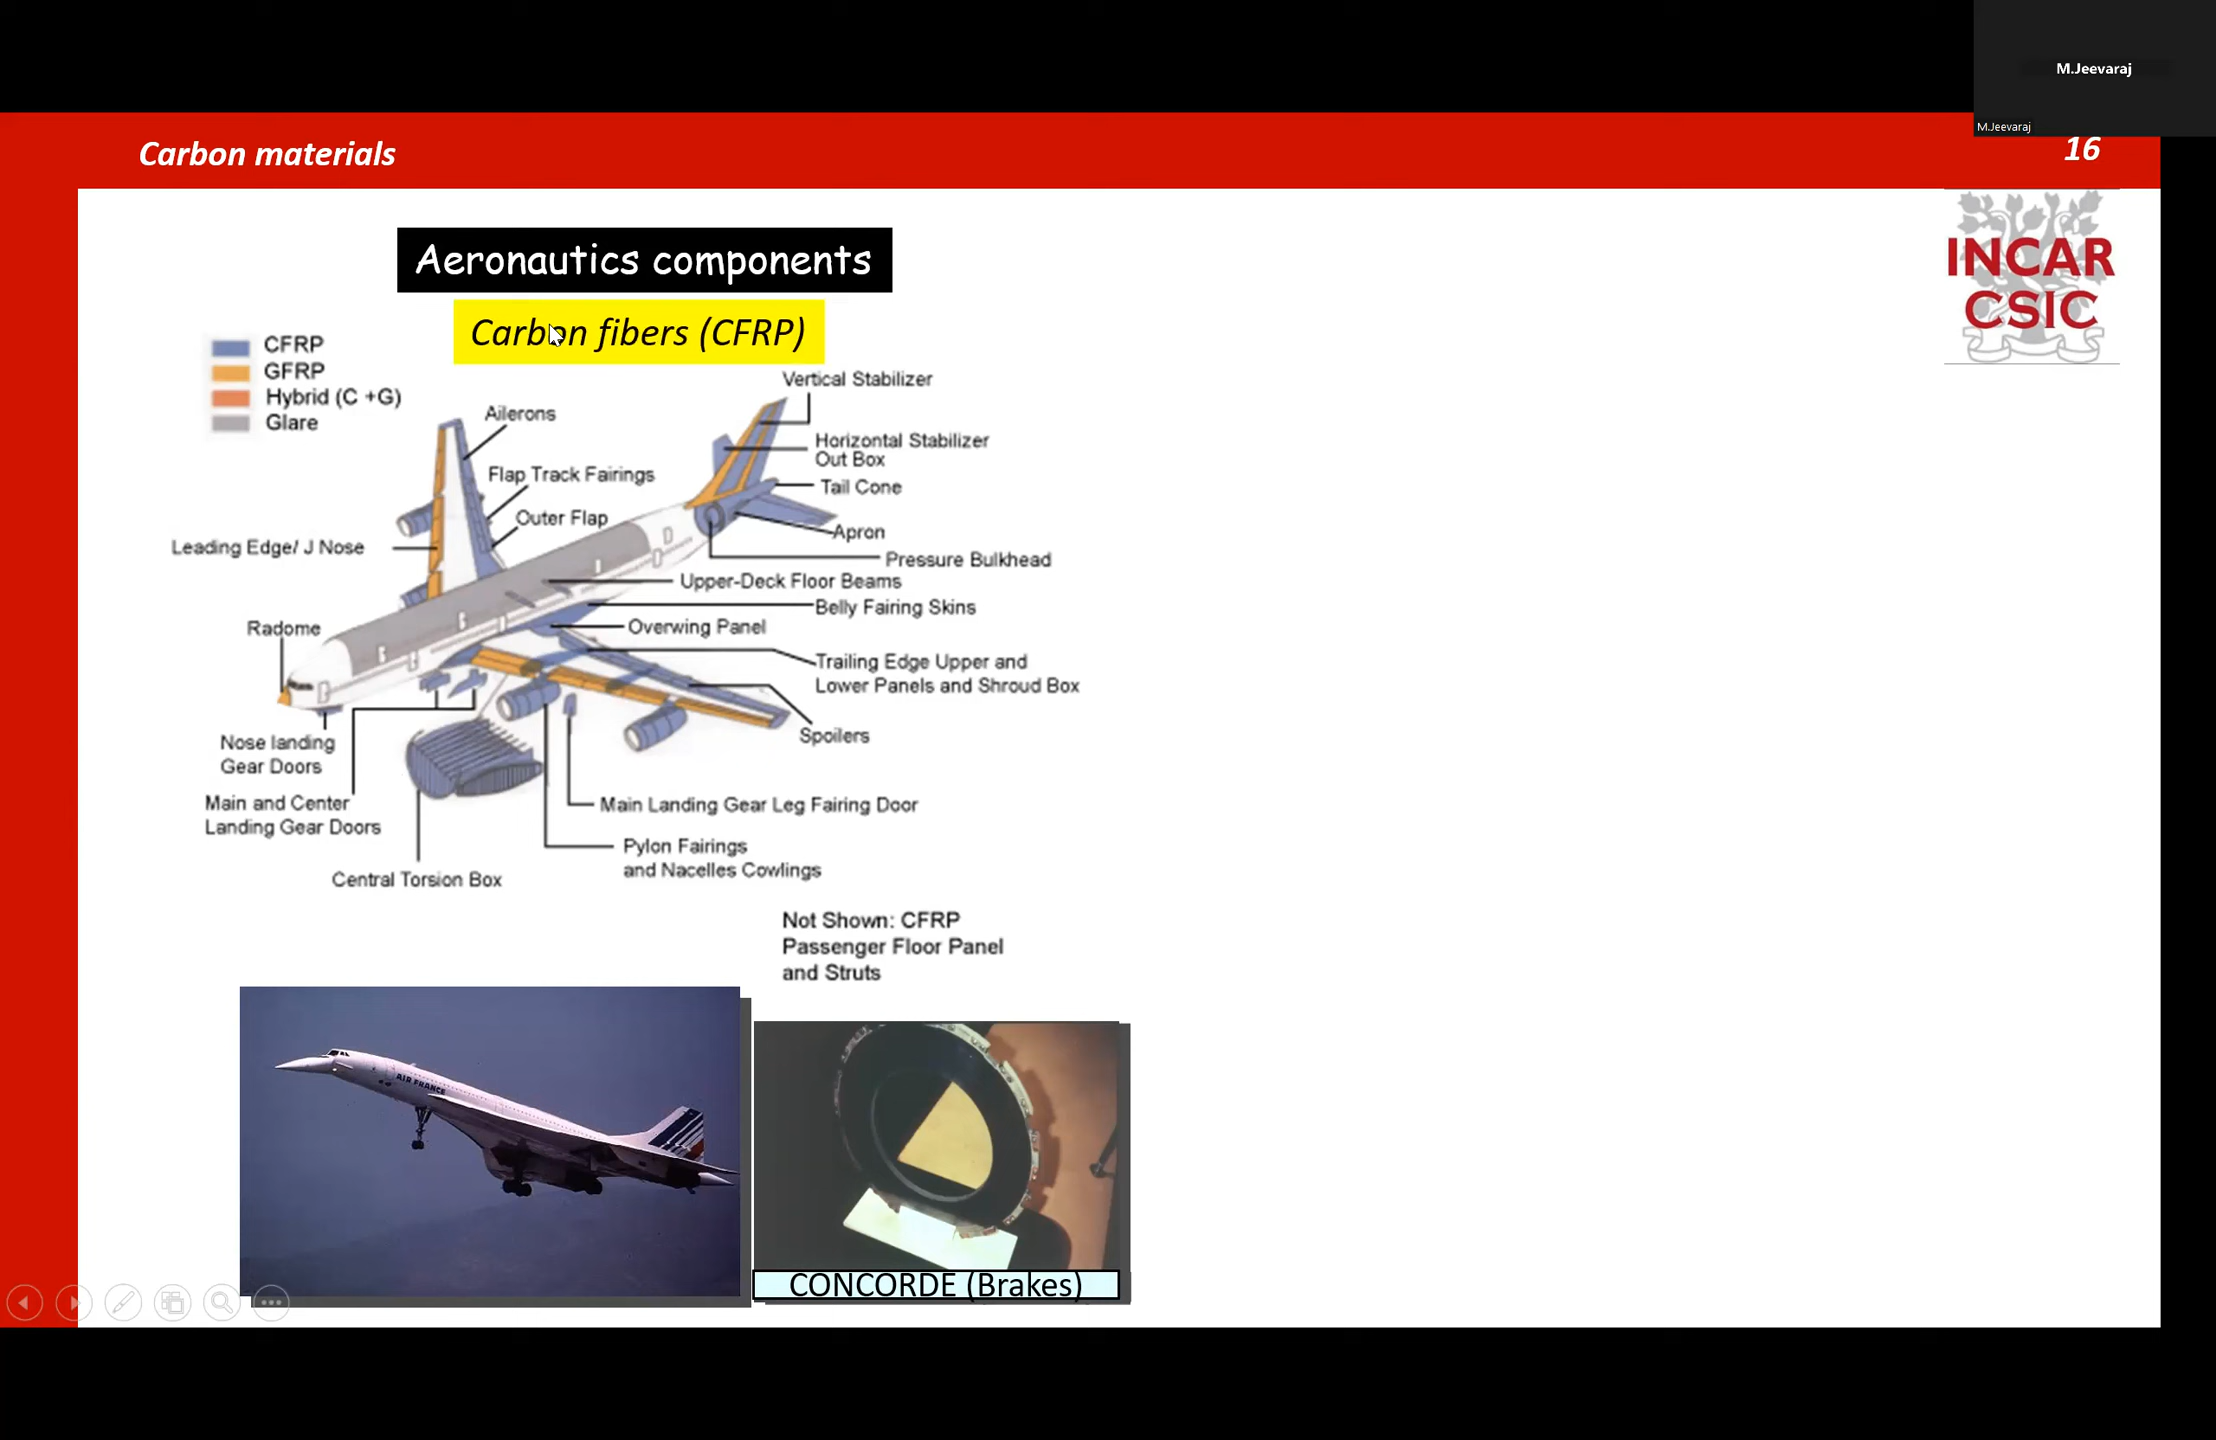 M.Jeevaraj
M.Jeevaraj
Carbon materials
16
INCAR
CSIC
Aeronautics components
Carbon fibers (CFRP)
CFRP
GFRP
Hybrid (C +G)
Glare
Vertical Stabilizer
Ailerons
Horizontal Stabilizer
Out Box
Flap Track Fairings
Tail Cone
Outer Flap
Apron
Leading Edge/ J Nose
Pressure Bulkhead
Upper-Deck Floor Beams
Belly Fairing Skins
Radome
Overwing Panel
Trailing Edge Upper and
Lower Panels and Shroud Box
Spoilers
Nose landing
Gear Doors
Main and Center
Landing Gear Doors
Main Landing Gear Leg Fairing Door
Pylon Fairings
and Nacelles Cowlings
Central Torsion Box
Not Shown: CFRP
Passenger Floor Panel
and Struts
AIR FRANCE
CONCORDE (Brakes)